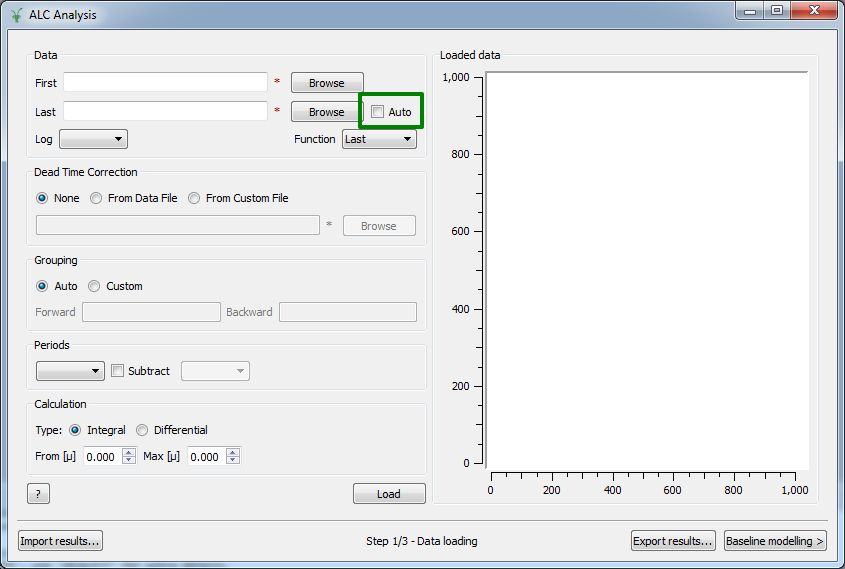 ALC Analysis
Data
First * Browse
Last * Browse Auto
Log Function Last
Dead Time Correction
None From Data File From Custom File
* Browse
Grouping
Auto Custom
Forward Backward
Periods
Subtract
Calculation
Type: Integral Differential
From [µ] 0.000 Max [µ] 0.000
? Load
Loaded data
1,000
800
600
400
200
0
0 200 400 600 800 1,000
Import results... Step 1/3 - Data loading Export results... Baseline modelling >